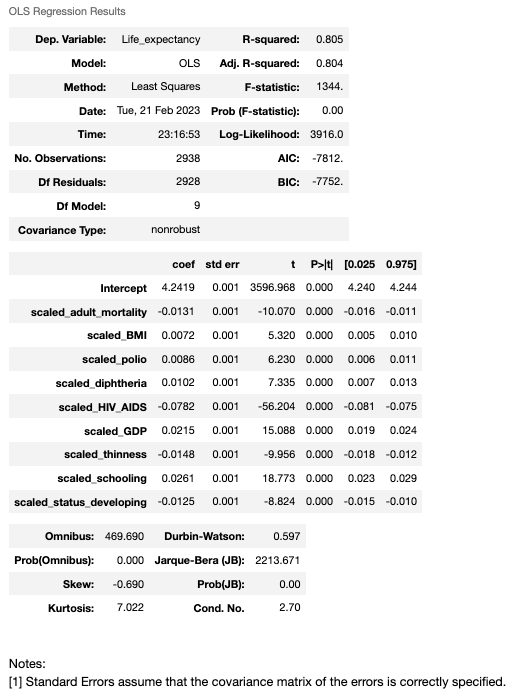 OLS Regression Results
Dep. Variable: Life_expectancy R-squared: 0.805
Model: OLS Adj. R-squared: 0.804
Method: Least Squares F-statistic: 1344.
Date: Tue, 21 Feb 2023 Prob (F-statistic): 0.00
Time: 23:16:53 Log-Likelihood: 3916.0
No. Observations: 2938 AIC: -7812.
Df Residuals: 2928 BIC: -7752.
Df Model: 9
Covariance Type: nonrobust
coef std err t P>|t| [0.025 0.975]
Intercept 4.2419 0.001 3596.968 0.000 4.240 4.244
scaled_adult_mortality -0.0131 0.001 -10.070 0.000 -0.016 -0.011
scaled_BMI 0.0072 0.001 5.320 0.000 0.005 0.010
scaled_polio 0.0086 0.001 6.230 0.000 0.006 0.011
scaled_diphtheria 0.0102 0.001 7.335 0.000 0.007 0.013
scaled_HIV_AIDS -0.0782 0.001 -56.204 0.000 -0.081 -0.075
scaled_GDP 0.0215 0.001 15.088 0.000 0.019 0.024
scaled_thinness -0.0148 0.001 -9.956 0.000 -0.018 -0.012
scaled_schooling 0.0261 0.001 18.773 0.000 0.023 0.029
scaled_status_developing -0.0125 0.001 -8.824 0.000 -0.015 -0.010
Omnibus: 469.690 Durbin-Watson: 0.597
Prob(Omnibus): 0.000 Jarque-Bera (JB): 2213.671
Skew: -0.690 Prob(JB): 0.00
Kurtosis: 7.022 Cond. No. 2.70
Notes:
[1] Standard Errors assume that the covariance matrix of the errors is correctly specified.